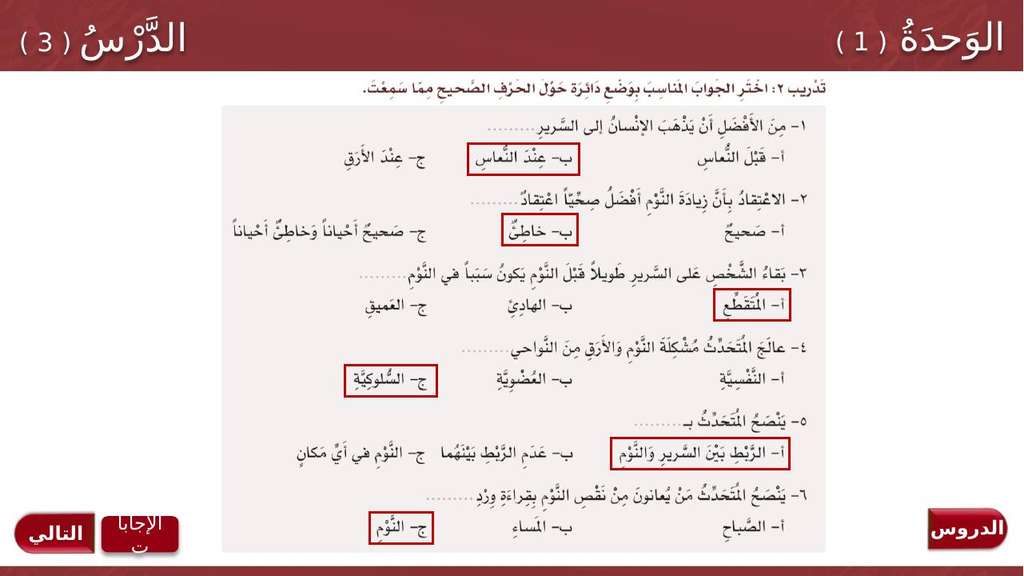 الوَحدَةُ ( 1 )
الدَّرْسُ ( 3 )
تَدْريب ٢: اخْتَرِ الجَوابَ المُناسِبَ بِوَضْعِ دَائِرَة حَوْلَ الحَرْفِ الصَّحيحِ مِمّا سَمِعْتَ.
١- مِنَ الأَفْضَلِ أَنْ يَذْهَبَ الإنْسانُ إلى السَّريرِ.........
أ- قَبْلَ النُّعاسِ ب- عِنْدَ النُّعاسِ ج- عِنْدَ الأَرَقِ
٢- الاعْتِقادُ بِأَنَّ زِيادَةَ النَّوْمِ أَفْضَلُ صِحِّيّاً اعْتِقادٌ.........
أ- صَحيحٌ ب- خاطِئٌ ج- صَحيحٌ أَحْياناً وَخاطِئٌ أَحْياناً
٣- بَقاءُ الشَّخْصِ عَلى السَّريرِ طَويلاً قَبْلَ النَّوْمِ يَكونُ سَبَباً في النَّوْمِ.........
أ- المُتَقَطِّعِ ب- الهادِئِ ج- العَميقِ
٤- عالَجَ المُتَحَدِّثُ مُشْكِلَةَ النَّوْمِ وَالأَرَقِ مِنَ النَّواحي.........
أ- النَّفْسِيَّةِ ب- العُضْوِيَّةِ ج- السُّلوكِيَّةِ
٥- يَنْصَحُ المُتَحَدِّثُ بـ.........
أ- الرَّبْطِ بَيْنَ السَّريرِ وَالنَّوْمِ ب- عَدَمِ الرَّبْطِ بَيْنَهُما ج- النَّوْمِ في أَيِّ مَكانٍ
٦- يَنْصَحُ المُتَحَدِّثُ مَنْ يُعانونَ مِنْ نَقْصِ النَّوْمِ بِقِراءَةِ وِرْدِ.........
أ- الصَّباحِ ب- المَساءِ ج- النَّوْمِ
الدروس
الإجابا
ت
التالي